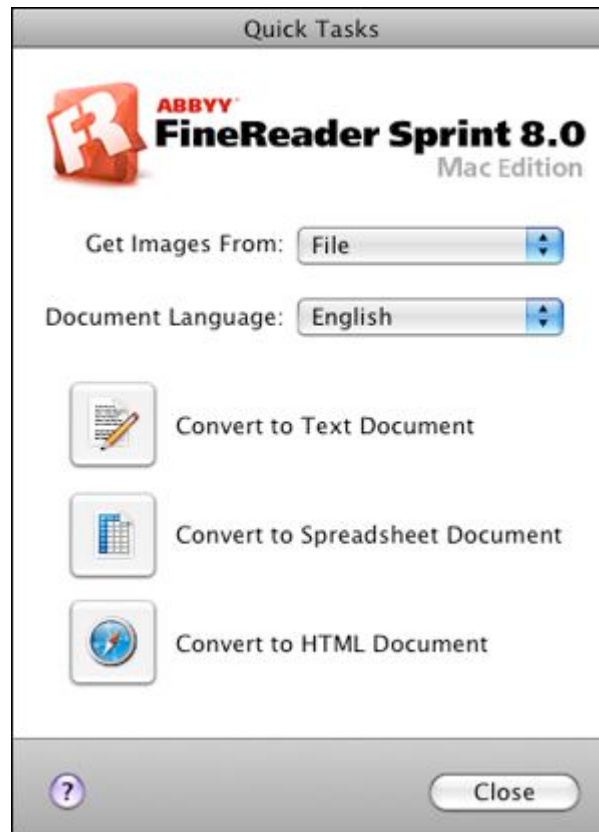 Quick Tasks
ABBYY
FineReader Sprint 8.0
Mac Edition
Get Images From: File
Document Language: English
Convert to Text Document
Convert to Spreadsheet Document
Convert to HTML Document
? Close